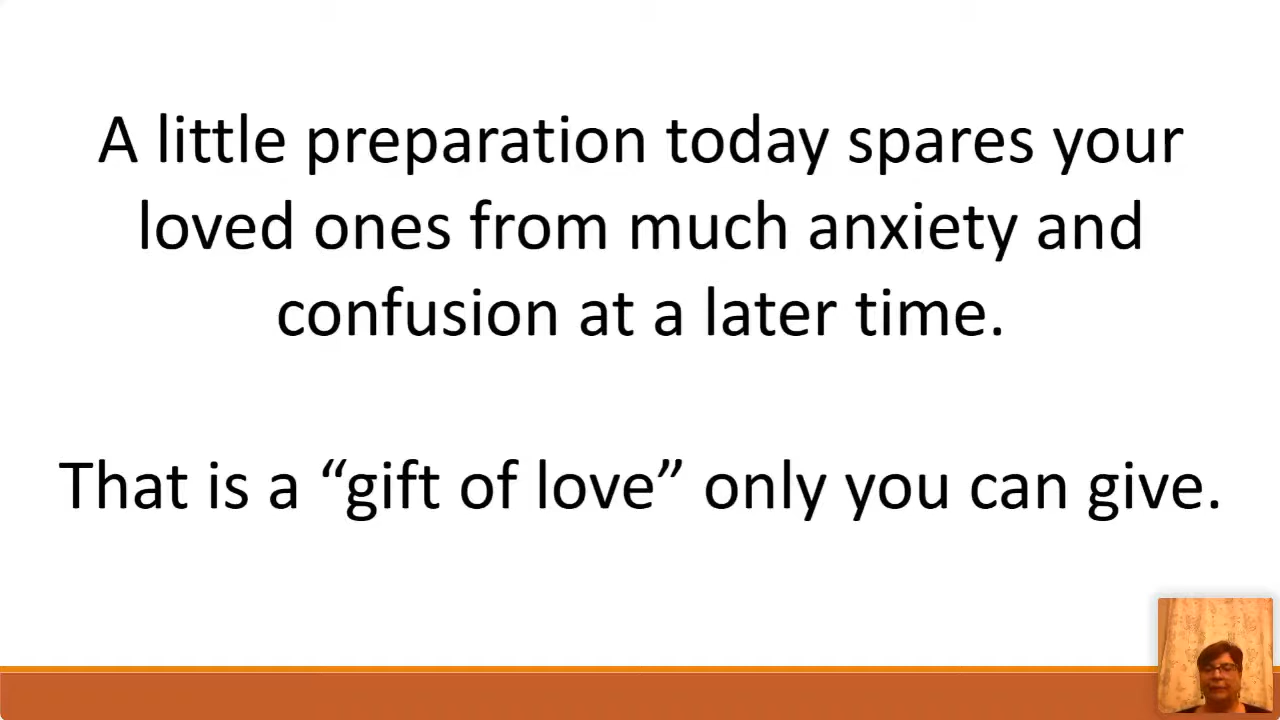 A little preparation today spares your
loved ones from much anxiety and
confusion at a later time.
That is a “gift of love” only you can give.